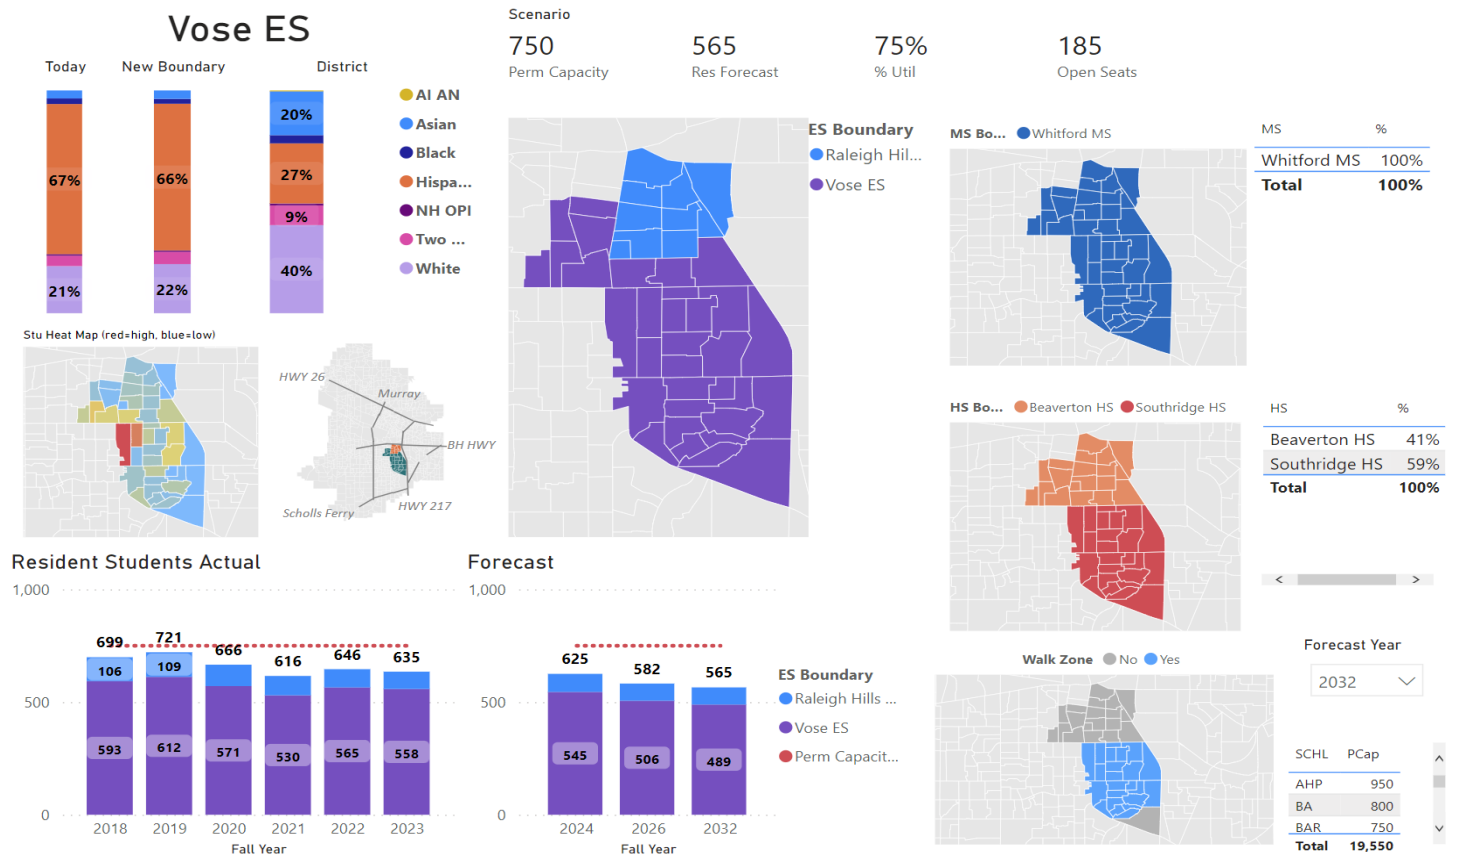 Vose ES
Today
New Boundary
District
67%
21%
66%
22%
20%
27%
9%
40%
AI AN
Asian
Black
Hispa...
NH OPI
Two ...
White
Scenario
750
Perm Capacity
565
Res Forecast
75%
% Util
185
Open Seats
ES Boundary
Raleigh Hil...
Vose ES
MS Bo...
Whitford MS
MS %
Whitford MS 100%
Total 100%
Stu Heat Map (red=high, blue=low)
HWY 26
Murray
BH HWY
HWY 217
Scholls Ferry
HS Bo...
Beaverton HS
Southridge HS
HS %
Beaverton HS 41%
Southridge HS 59%
Total 100%
Resident Students Actual
1,000
500
0
699
721
666
616
646
635
106
109
593
612
571
530
565
558
2018
2019
2020
2021
2022
2023
Fall Year
Forecast
1,000
500
0
625
582
565
545
506
489
2024
2026
2032
Fall Year
ES Boundary
Raleigh Hills ...
Vose ES
Perm Capacit...
Walk Zone
No
Yes
Forecast Year
2032
SCHL PCap
AHP 950
BA 800
BAR 750
Total 19,550